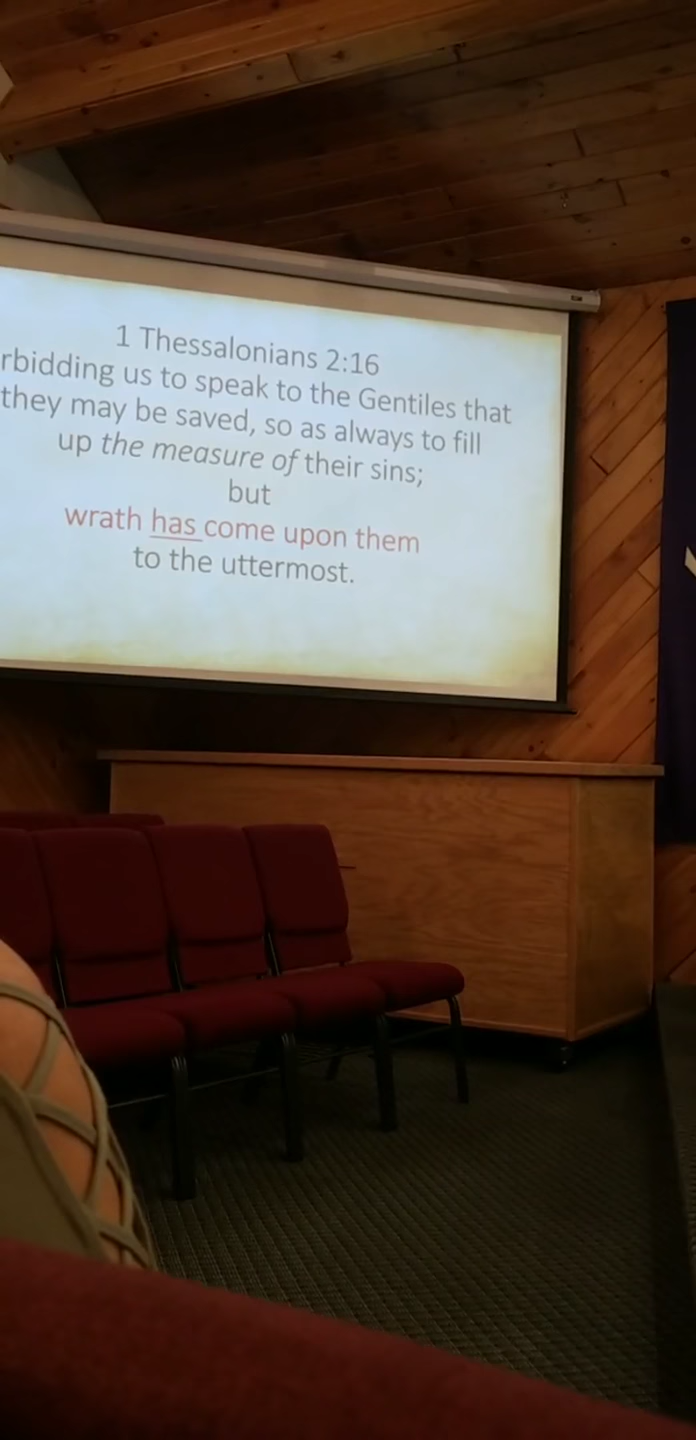 1 Thessalonians 2:16
rbidding us to speak to the Gentiles that
they may be saved, so as always to fill
up the measure of their sins;
but
wrath has come upon them
to the uttermost.